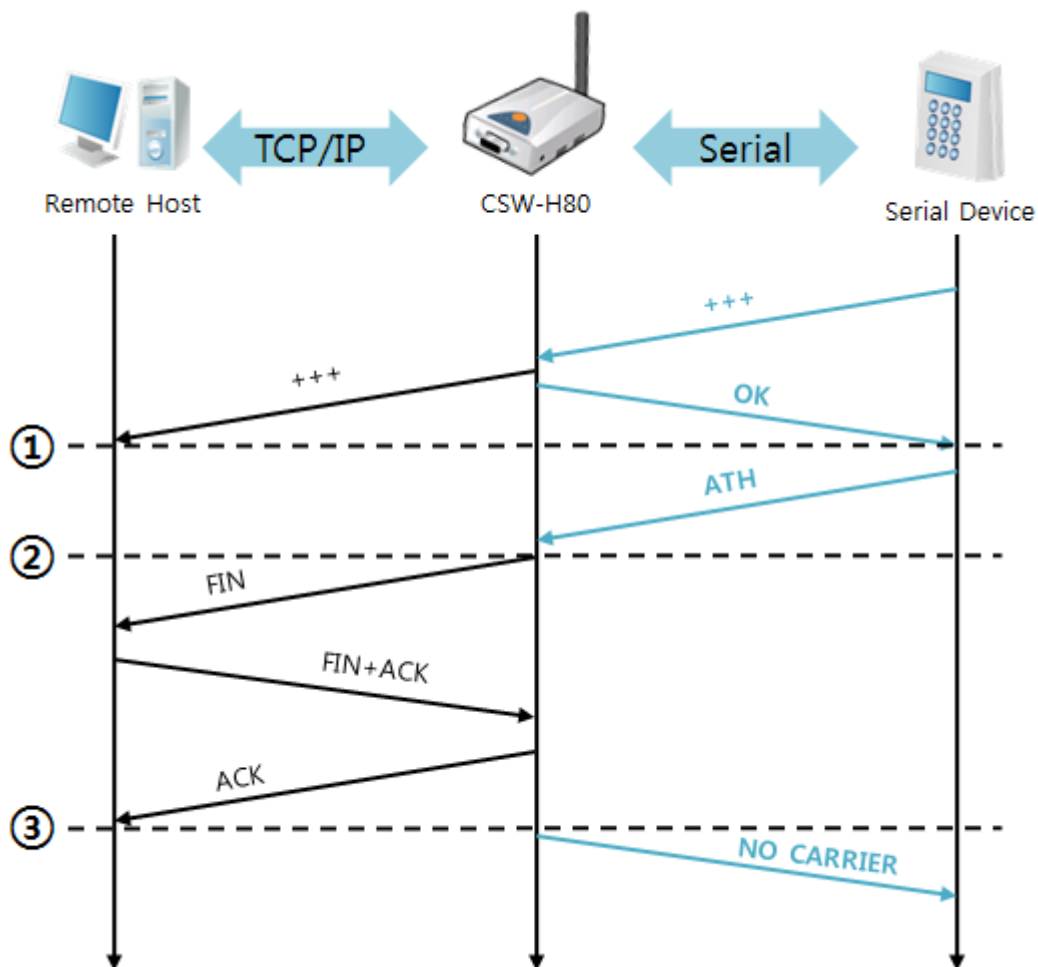 TCP/IP
Serial
Remote Host
CSW-H80
Serial Device
+++
+++
OK
①
ATH
②
FIN
FIN+ACK
ACK
③
NO CARRIER